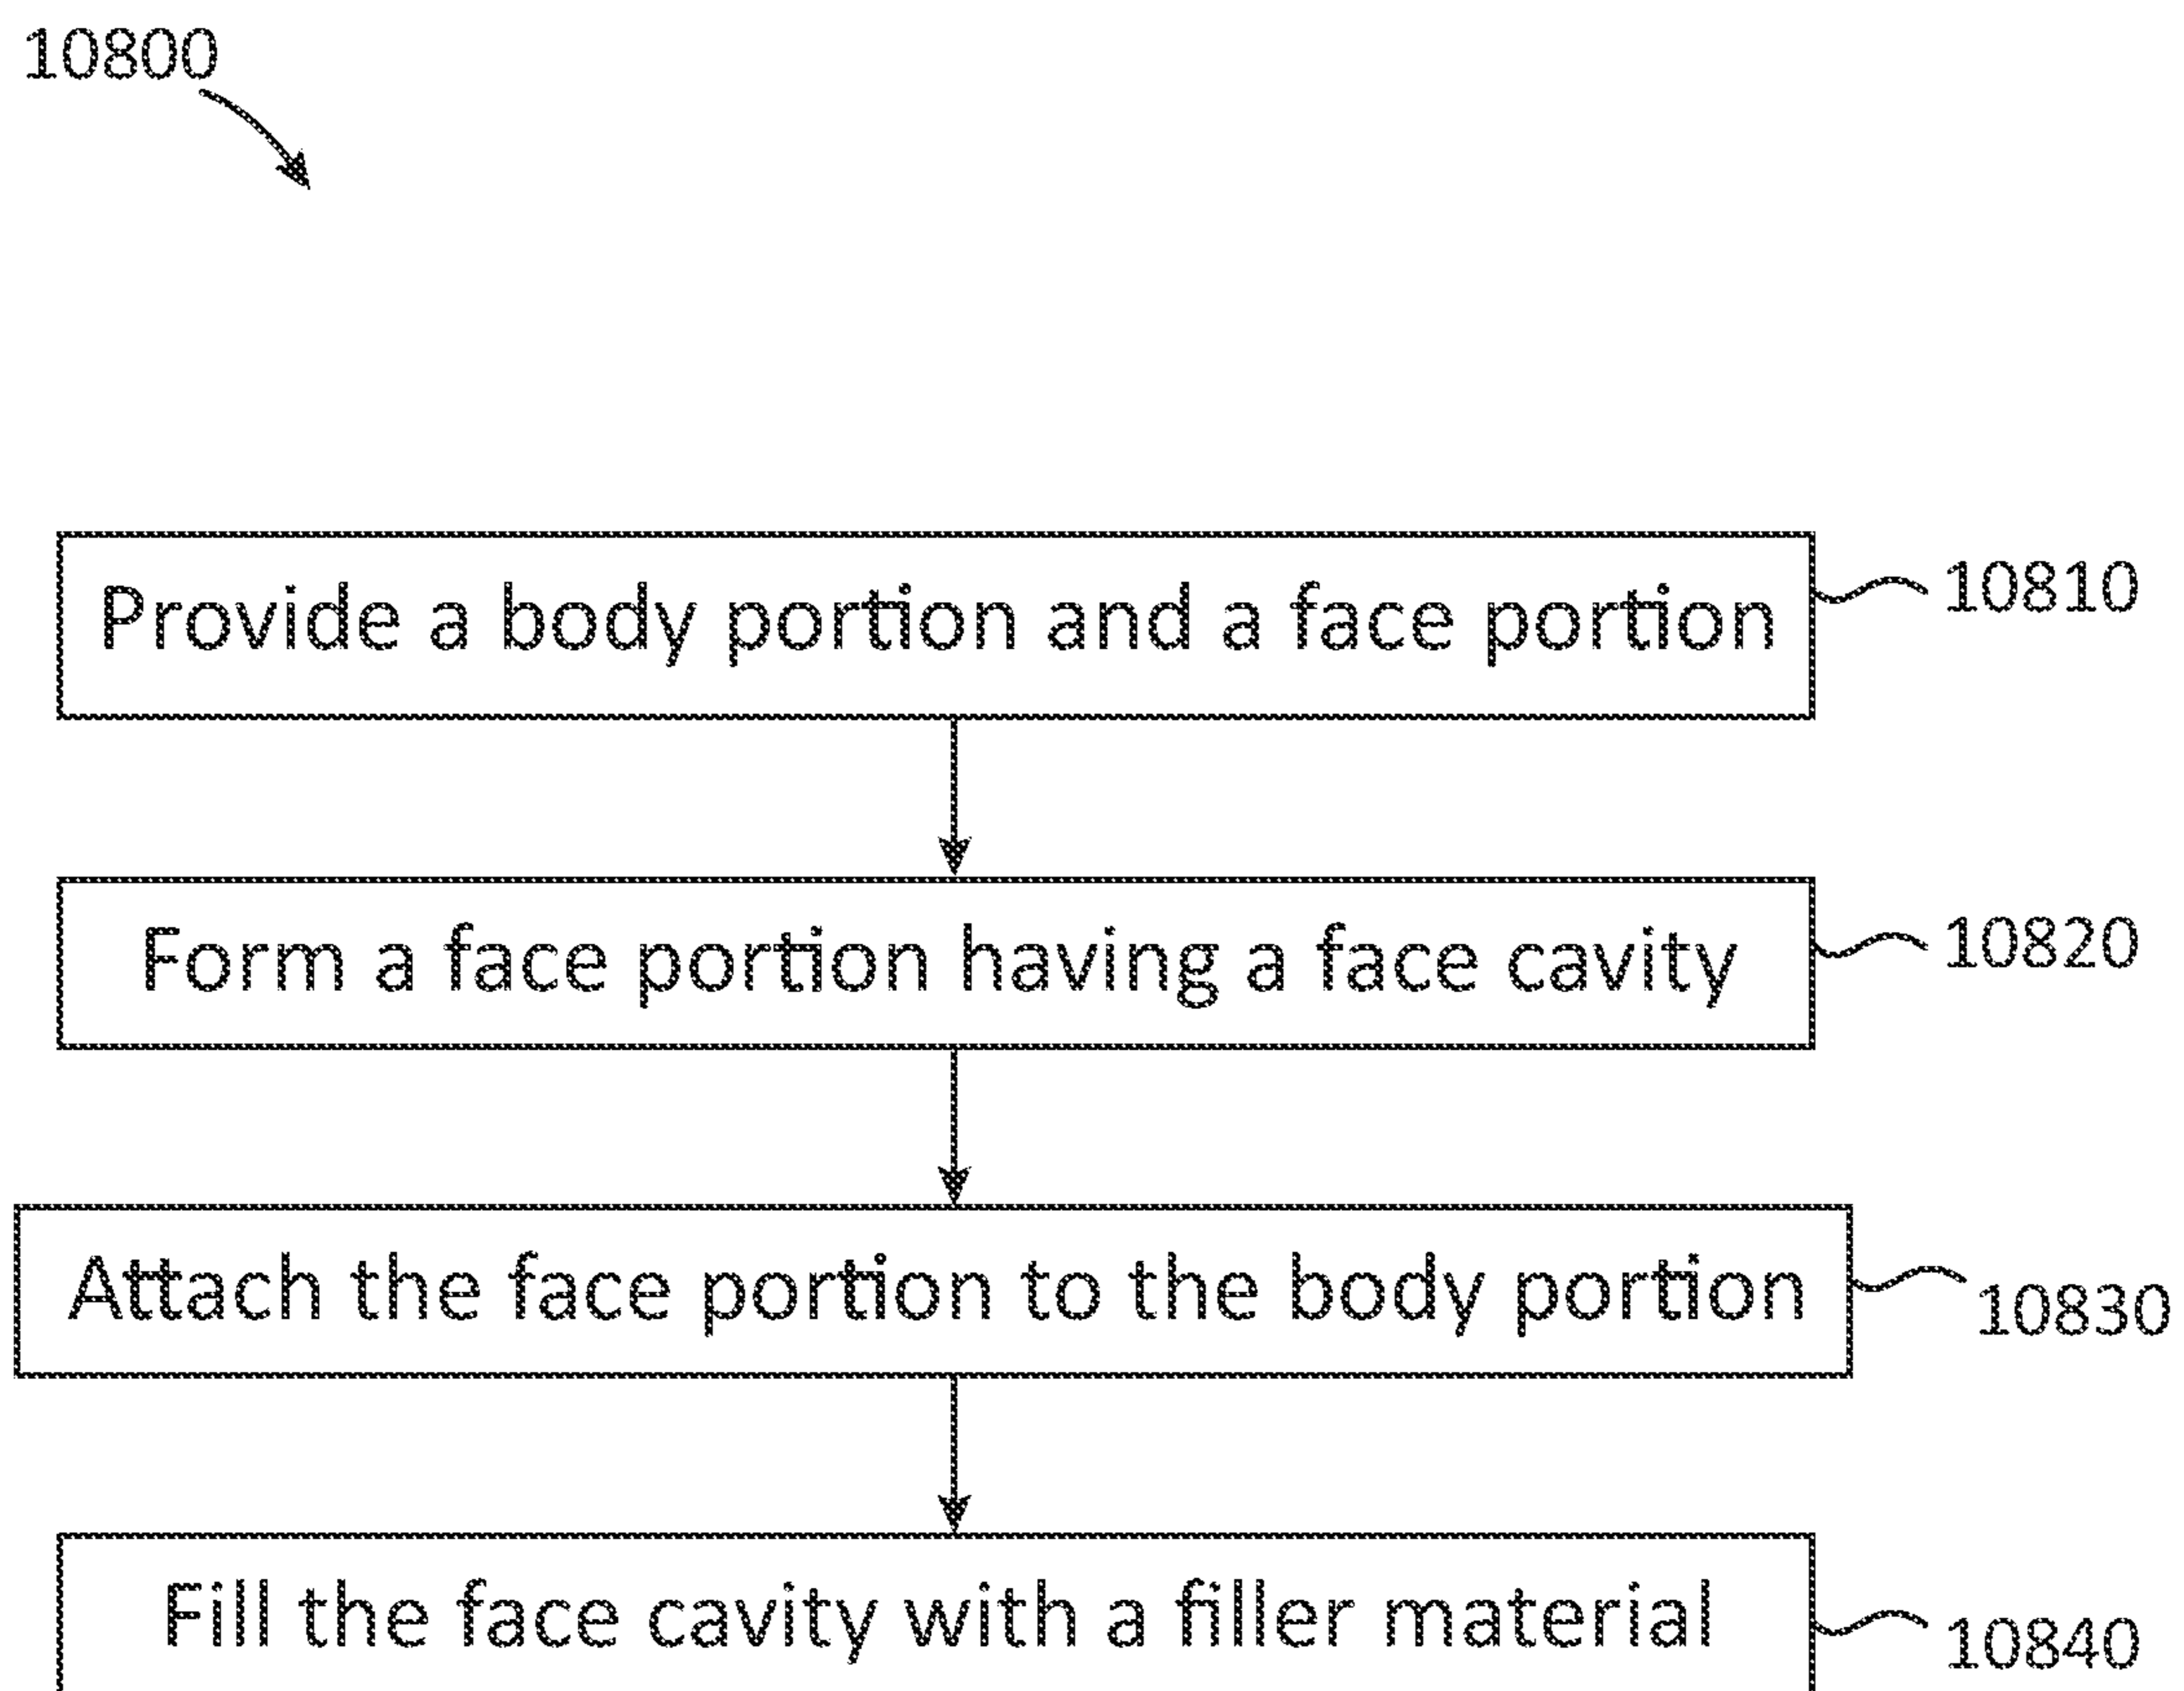 10800
Provide a body portion and a face portion
10810
Form a face portion having a face cavity
10820
Attach the face portion to the body portion
10830
Fill the face cavity with a filler material
10840